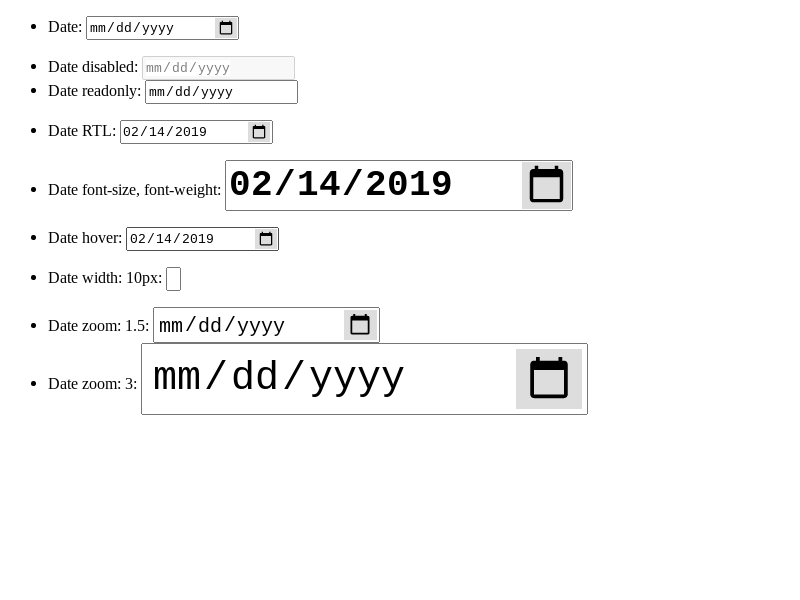 Date: mm/dd/yyyy
Date disabled: mm/dd/yyyy
Date readonly: mm/dd/yyyy
Date RTL: 02/14/2019
Date font-size, font-weight: 02/14/2019
Date hover: 02/14/2019
Date width: 10px:
Date zoom: 1.5: mm/dd/yyyy
Date zoom: 3: mm/dd/yyyy